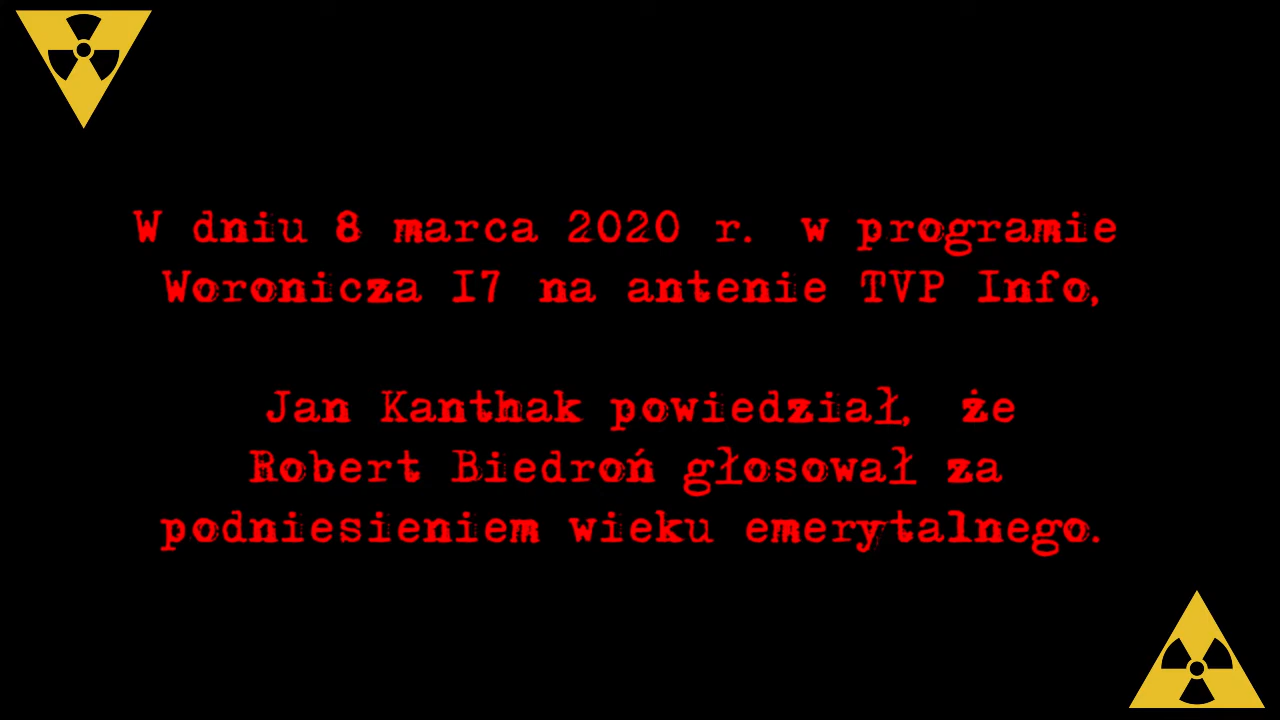 W dniu 8 marca 2020 r. w programie
Woronicza I7 na antenie TVP Info,
Jan Kanthak powiedział, że
Robert Biedroń głosował za
podniesieniem wieku emerytalnego.